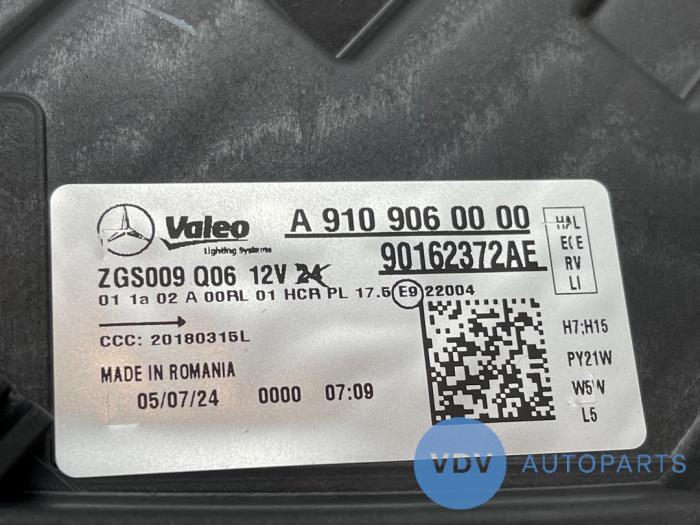 Valeo
Lighting Systems
A 910 906 00 00
90162372AE
ZGS009 Q06 12V 24
01 1a 02 A 00RL 01 HCR PL 17.5 E9 22004
CCC: 20180315L
MADE IN ROMANIA
05/07/24 0000 07:09
RV
LI
H7;H15
PY21W
W5W
L5
VDV AUTOPARTS